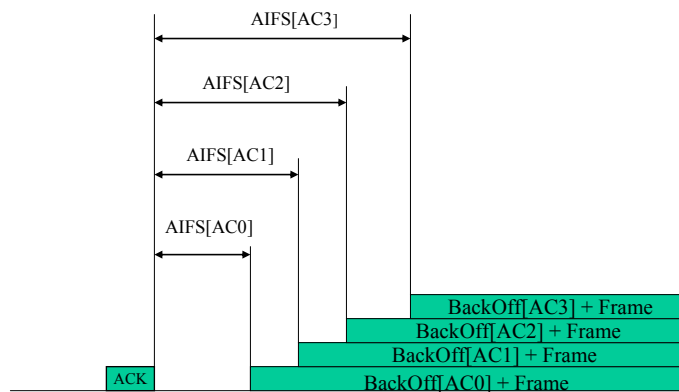 AIFS[AC3]
AIFS[AC2]
AIFS[AC1]
AIFS[AC0]
BackOff[AC3] + Frame
BackOff[AC2] + Frame
BackOff[AC1] + Frame
ACK
BackOff[AC0] + Frame